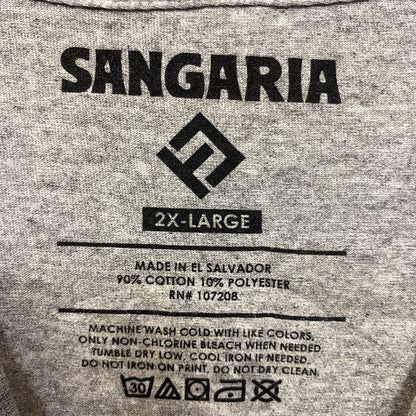 SANGARIA
2X-LARGE
MADE IN EL SALVADOR
90% COTTON 10% POLYESTER
RN# 107208
MACHINE WASH COLD WITH LIKE COLORS,
ONLY NON-CHLORINE BLEACH WHEN NEEDED
TUMBLE DRY LOW, COOL IRON IF NEEDED.
DO NOT IRON ON PRINT, DO NOT DRY CLEAN.
30